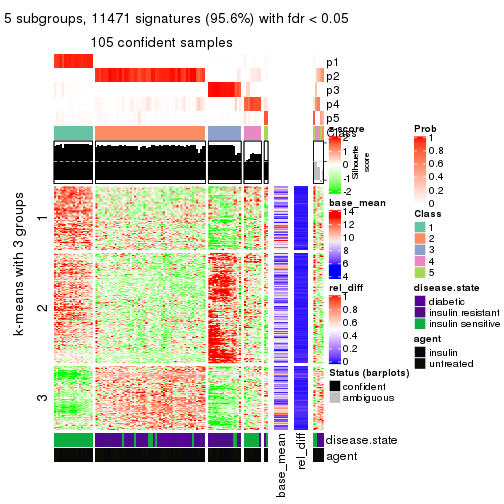 5 subgroups, 11471 signatures (95.6%) with fdr < 0.05
105 confident samples
p1
p2
p3
p4
p5
Class
z-score
2
1
0
-1
-2
Silhouette
score
Prob
1
0.8
0.6
0.4
0.2
0
base_mean
14
12
10
8
6
4
Class
1
2
3
4
5
rel_diff
1
0.8
0.6
0.4
0.2
0
disease.state
diabetic
insulin resistant
insulin sensitive
agent
insulin
untreated
Status (barplots)
confident
ambiguous
k-means with 3 groups
1
2
3
disease.state
agent
base_mean
rel_diff